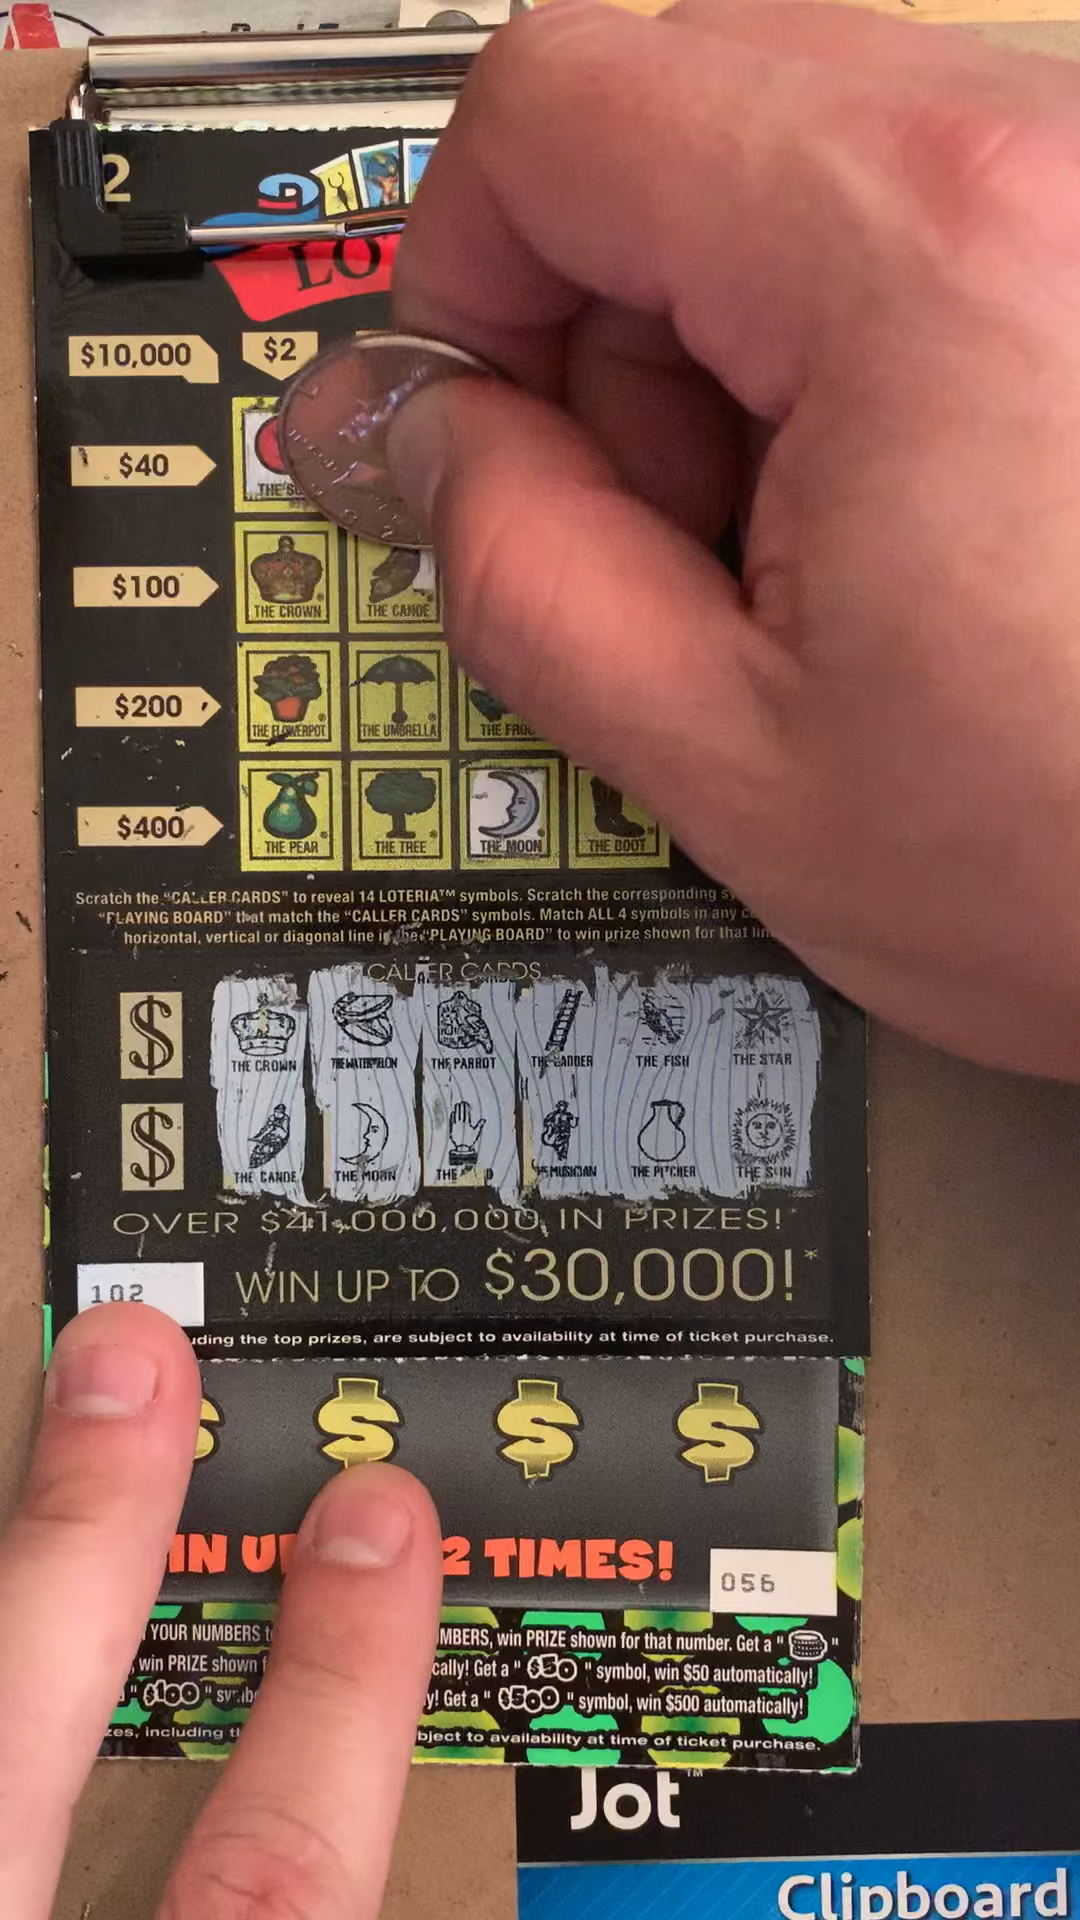 2
LO
$10,000
$2
$40
$100
THE CROWN
THE CANOE
$200
THE FLOWERPOT
THE UMBRELLA
$400
THE PEAR
THE TREE
THE MOON
THE BOOT
Scratch the "CALLER CARDS" to reveal 14 LOTERIA™ symbols. Scratch the corresponding
"PLAYING BOARD" that match the "CALLER CARDS" symbols. Match ALL 4 symbols in any
horizontal, vertical or diagonal line in the "PLAYING BOARD" to win prize shown for that
CALLER CARDS
$
THE CROWN
THE WATERMELON
THE PARROT
THE LADDER
THE FISH
THE STAR
$
THE CANOE
THE MOON
THE
THE MUSICIAN
THE PITCHER
THE SUN
OVER $41,000,000 IN PRIZES!
WIN UP TO $30,000!*
102
the top prizes, are subject to availability at time of ticket purchase.
$ $ $ $
2 TIMES!
056
YOUR NUMBERS
win PRIZE shown for that number. Get a " "
win PRIZE shown
Get a " $50 " symbol, win $50 automatically!
" $100 "
Get a " $500 " symbol, win $500 automatically!
including
to availability at time of ticket purchase.
Jot™
Clipboard